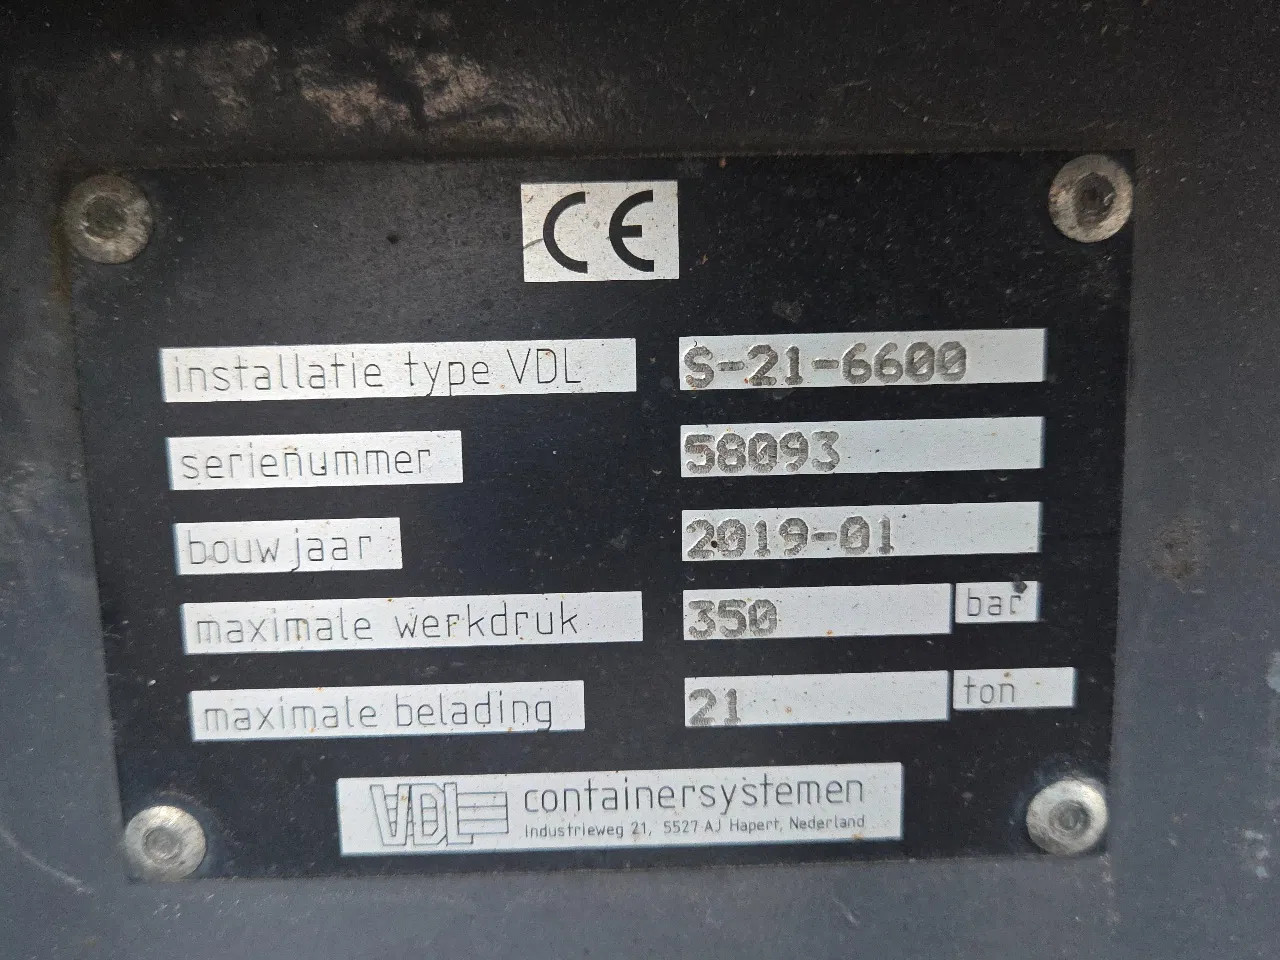 CE
installatie type VDL S-21-6600
serienummer 58093
bouwjaar 2019-01
maximale werkdruk 350 bar
maximale belading 21 ton
VDL containersystemen
Industrieweg 21, 5527 AJ Hapert, Nederland